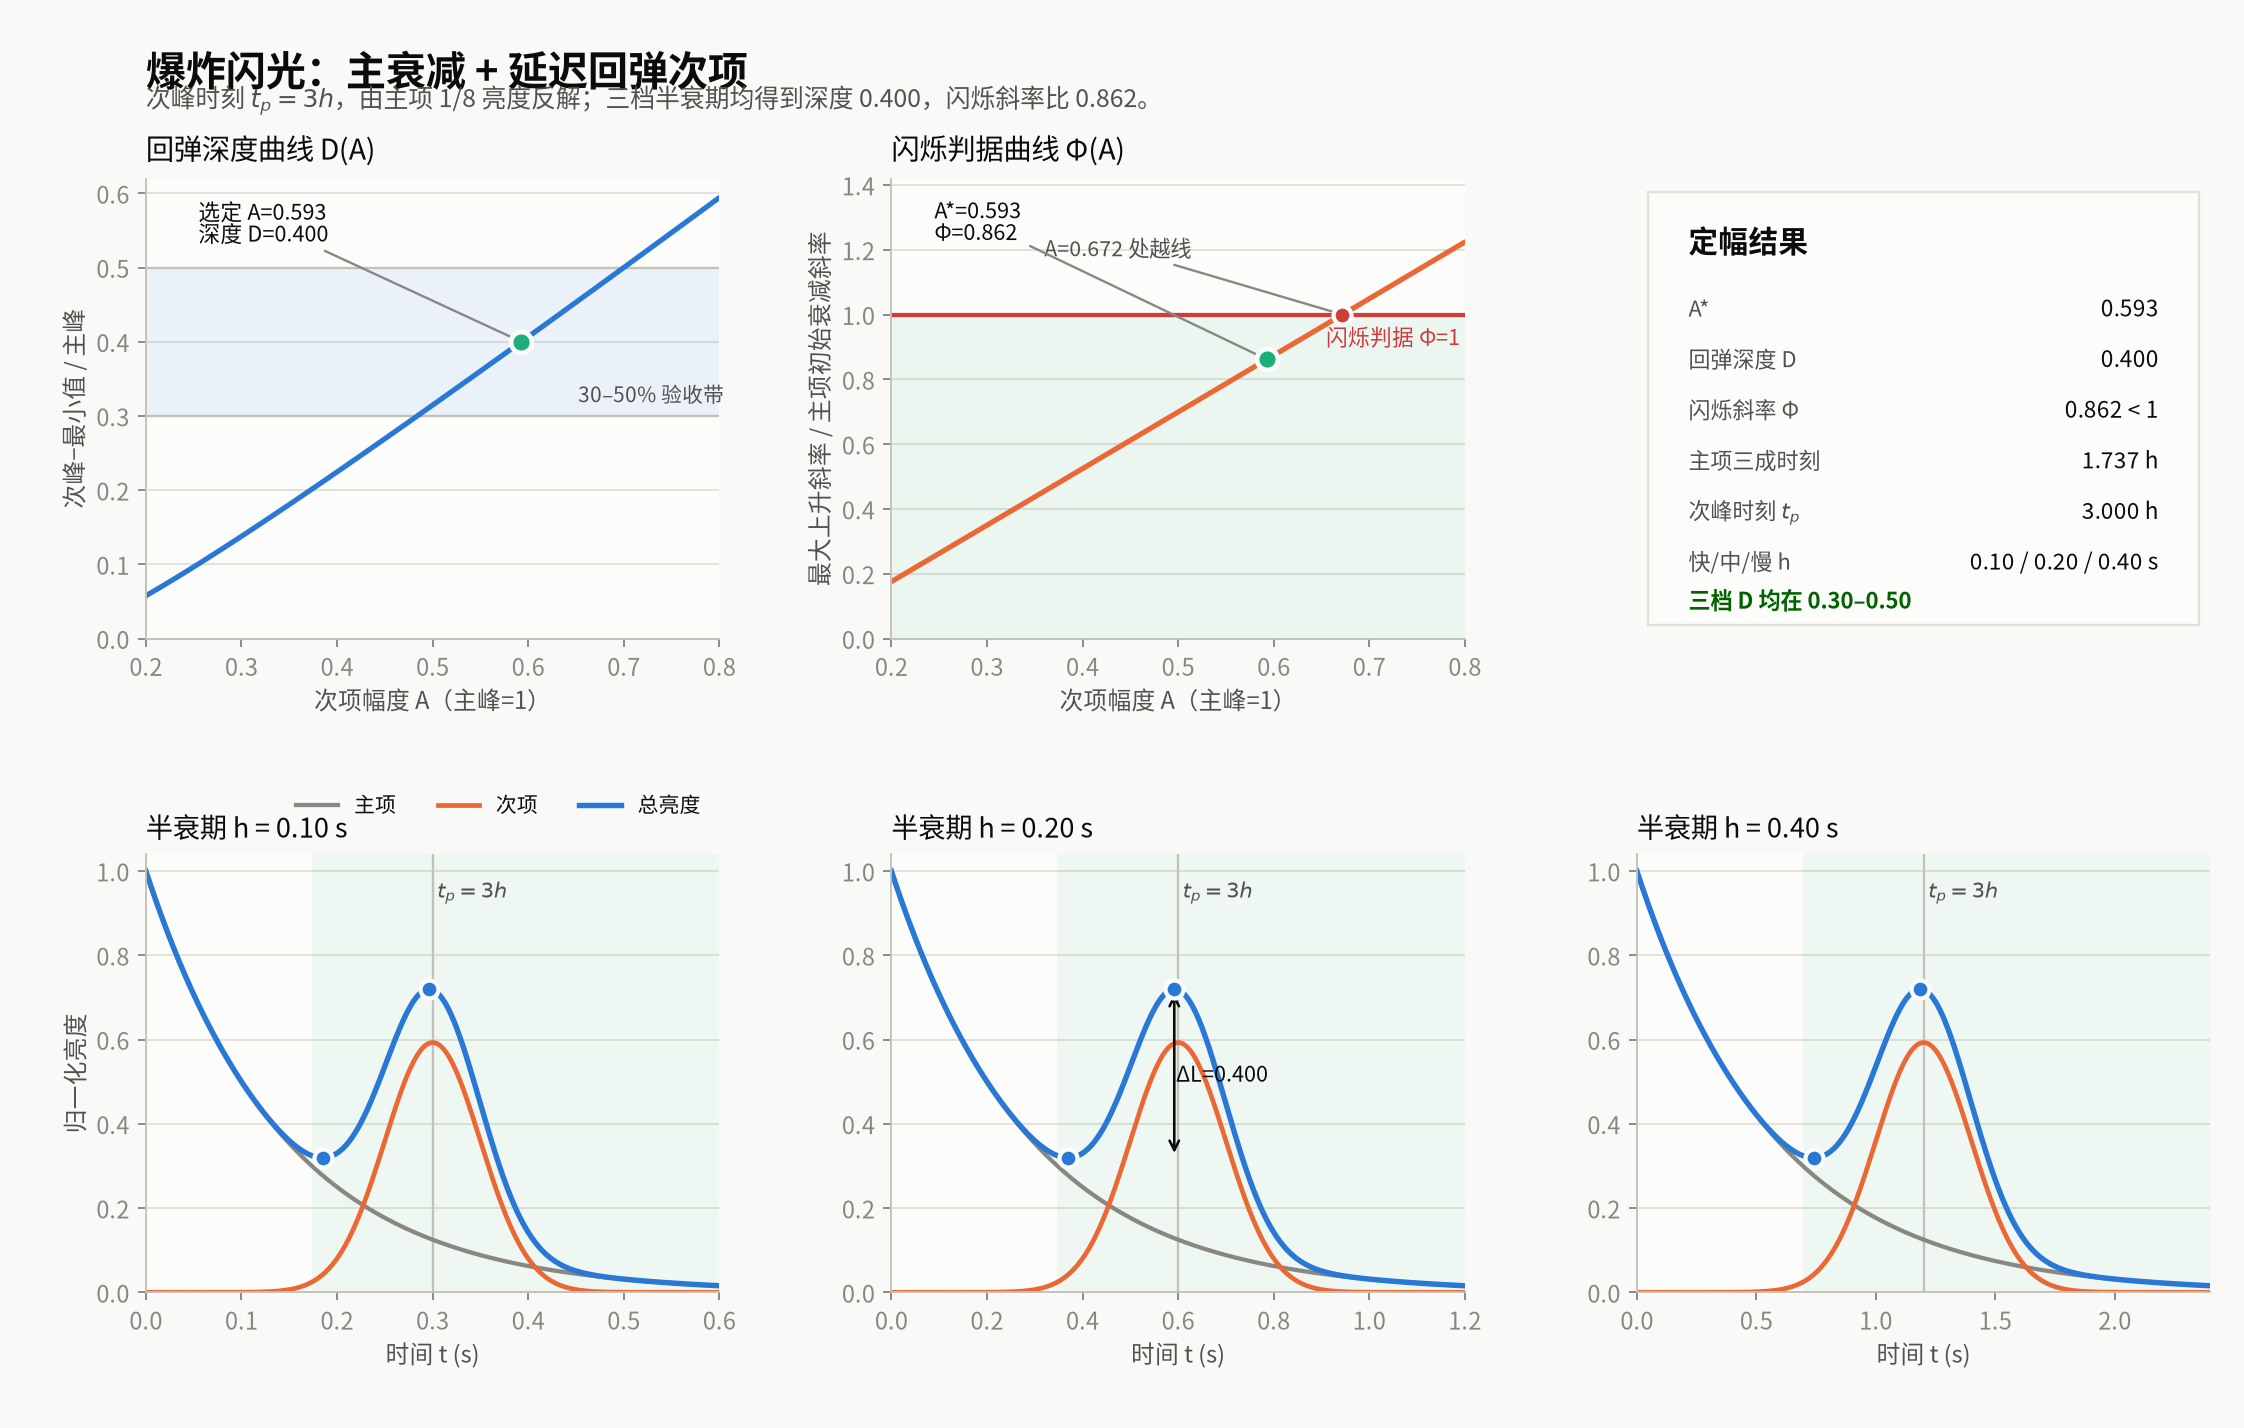 爆炸闪光：主衰减 + 延迟回弹次项
次峰时刻 tₚ = 3h，由主项 1/8 亮度反解；三档半衰期均得到深度 0.400，闪烁斜率比 0.862。
回弹深度曲线 D(A)
次峰−最小值 / 主峰
0.6
0.5
0.4
0.3
0.2
0.1
0.0
选定 A=0.593
深度 D=0.400
30–50% 验收带
0.2 0.3 0.4 0.5 0.6 0.7 0.8
次项幅度 A（主峰=1）
闪烁判据曲线 Φ(A)
最大上升斜率 / 主项初始衰减斜率
1.4
1.2
1.0
0.8
0.6
0.4
0.2
0.0
A*=0.593
Φ=0.862
A=0.672 处越线
闪烁判据 Φ=1
0.2 0.3 0.4 0.5 0.6 0.7 0.8
次项幅度 A（主峰=1）
定幅结果
A* 0.593
回弹深度 D 0.400
闪烁斜率 Φ 0.862 < 1
主项三成时刻 1.737 h
次峰时刻 tₚ 3.000 h
快/中/慢 h 0.10 / 0.20 / 0.40 s
三档 D 均在 0.30–0.50
主项 次项 总亮度
半衰期 h = 0.10 s
归一化亮度
1.0
0.8
0.6
0.4
0.2
0.0
tₚ = 3h
0.0 0.1 0.2 0.3 0.4 0.5 0.6
时间 t (s)
半衰期 h = 0.20 s
1.0
0.8
0.6
0.4
0.2
0.0
tₚ = 3h
ΔL=0.400
0.0 0.2 0.4 0.6 0.8 1.0 1.2
时间 t (s)
半衰期 h = 0.40 s
1.0
0.8
0.6
0.4
0.2
0.0
tₚ = 3h
0.0 0.5 1.0 1.5 2.0
时间 t (s)